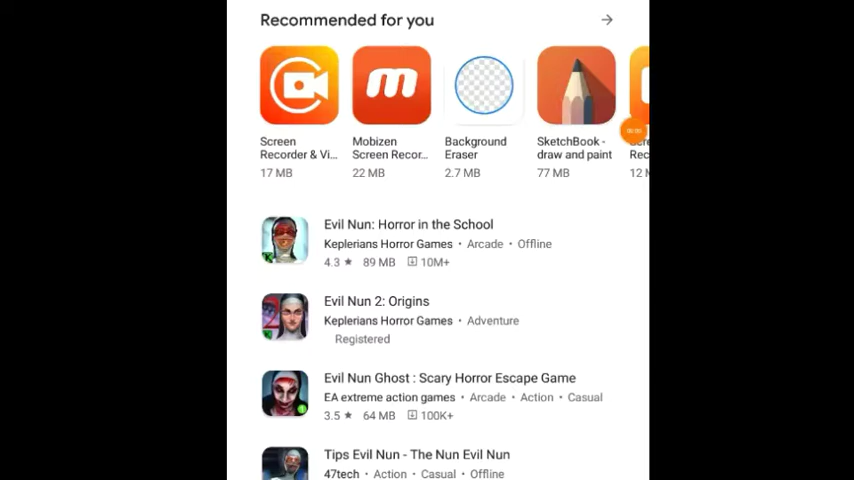 Recommended for you
Screen
Recorder & Vi...
17 MB
Mobizen
Screen Recor...
22 MB
Background
Eraser
2.7 MB
SketchBook -
draw and paint
77 MB
Rec
12 M
Evil Nun: Horror in the School
Keplerians Horror Games • Arcade • Offline
4.3 ★ 89 MB 10M+
Evil Nun 2: Origins
Keplerians Horror Games • Adventure
Registered
Evil Nun Ghost : Scary Horror Escape Game
EA extreme action games • Arcade • Action • Casual
3.5 ★ 64 MB 100K+
Tips Evil Nun - The Nun Evil Nun
47tech • Action • Casual • Offline